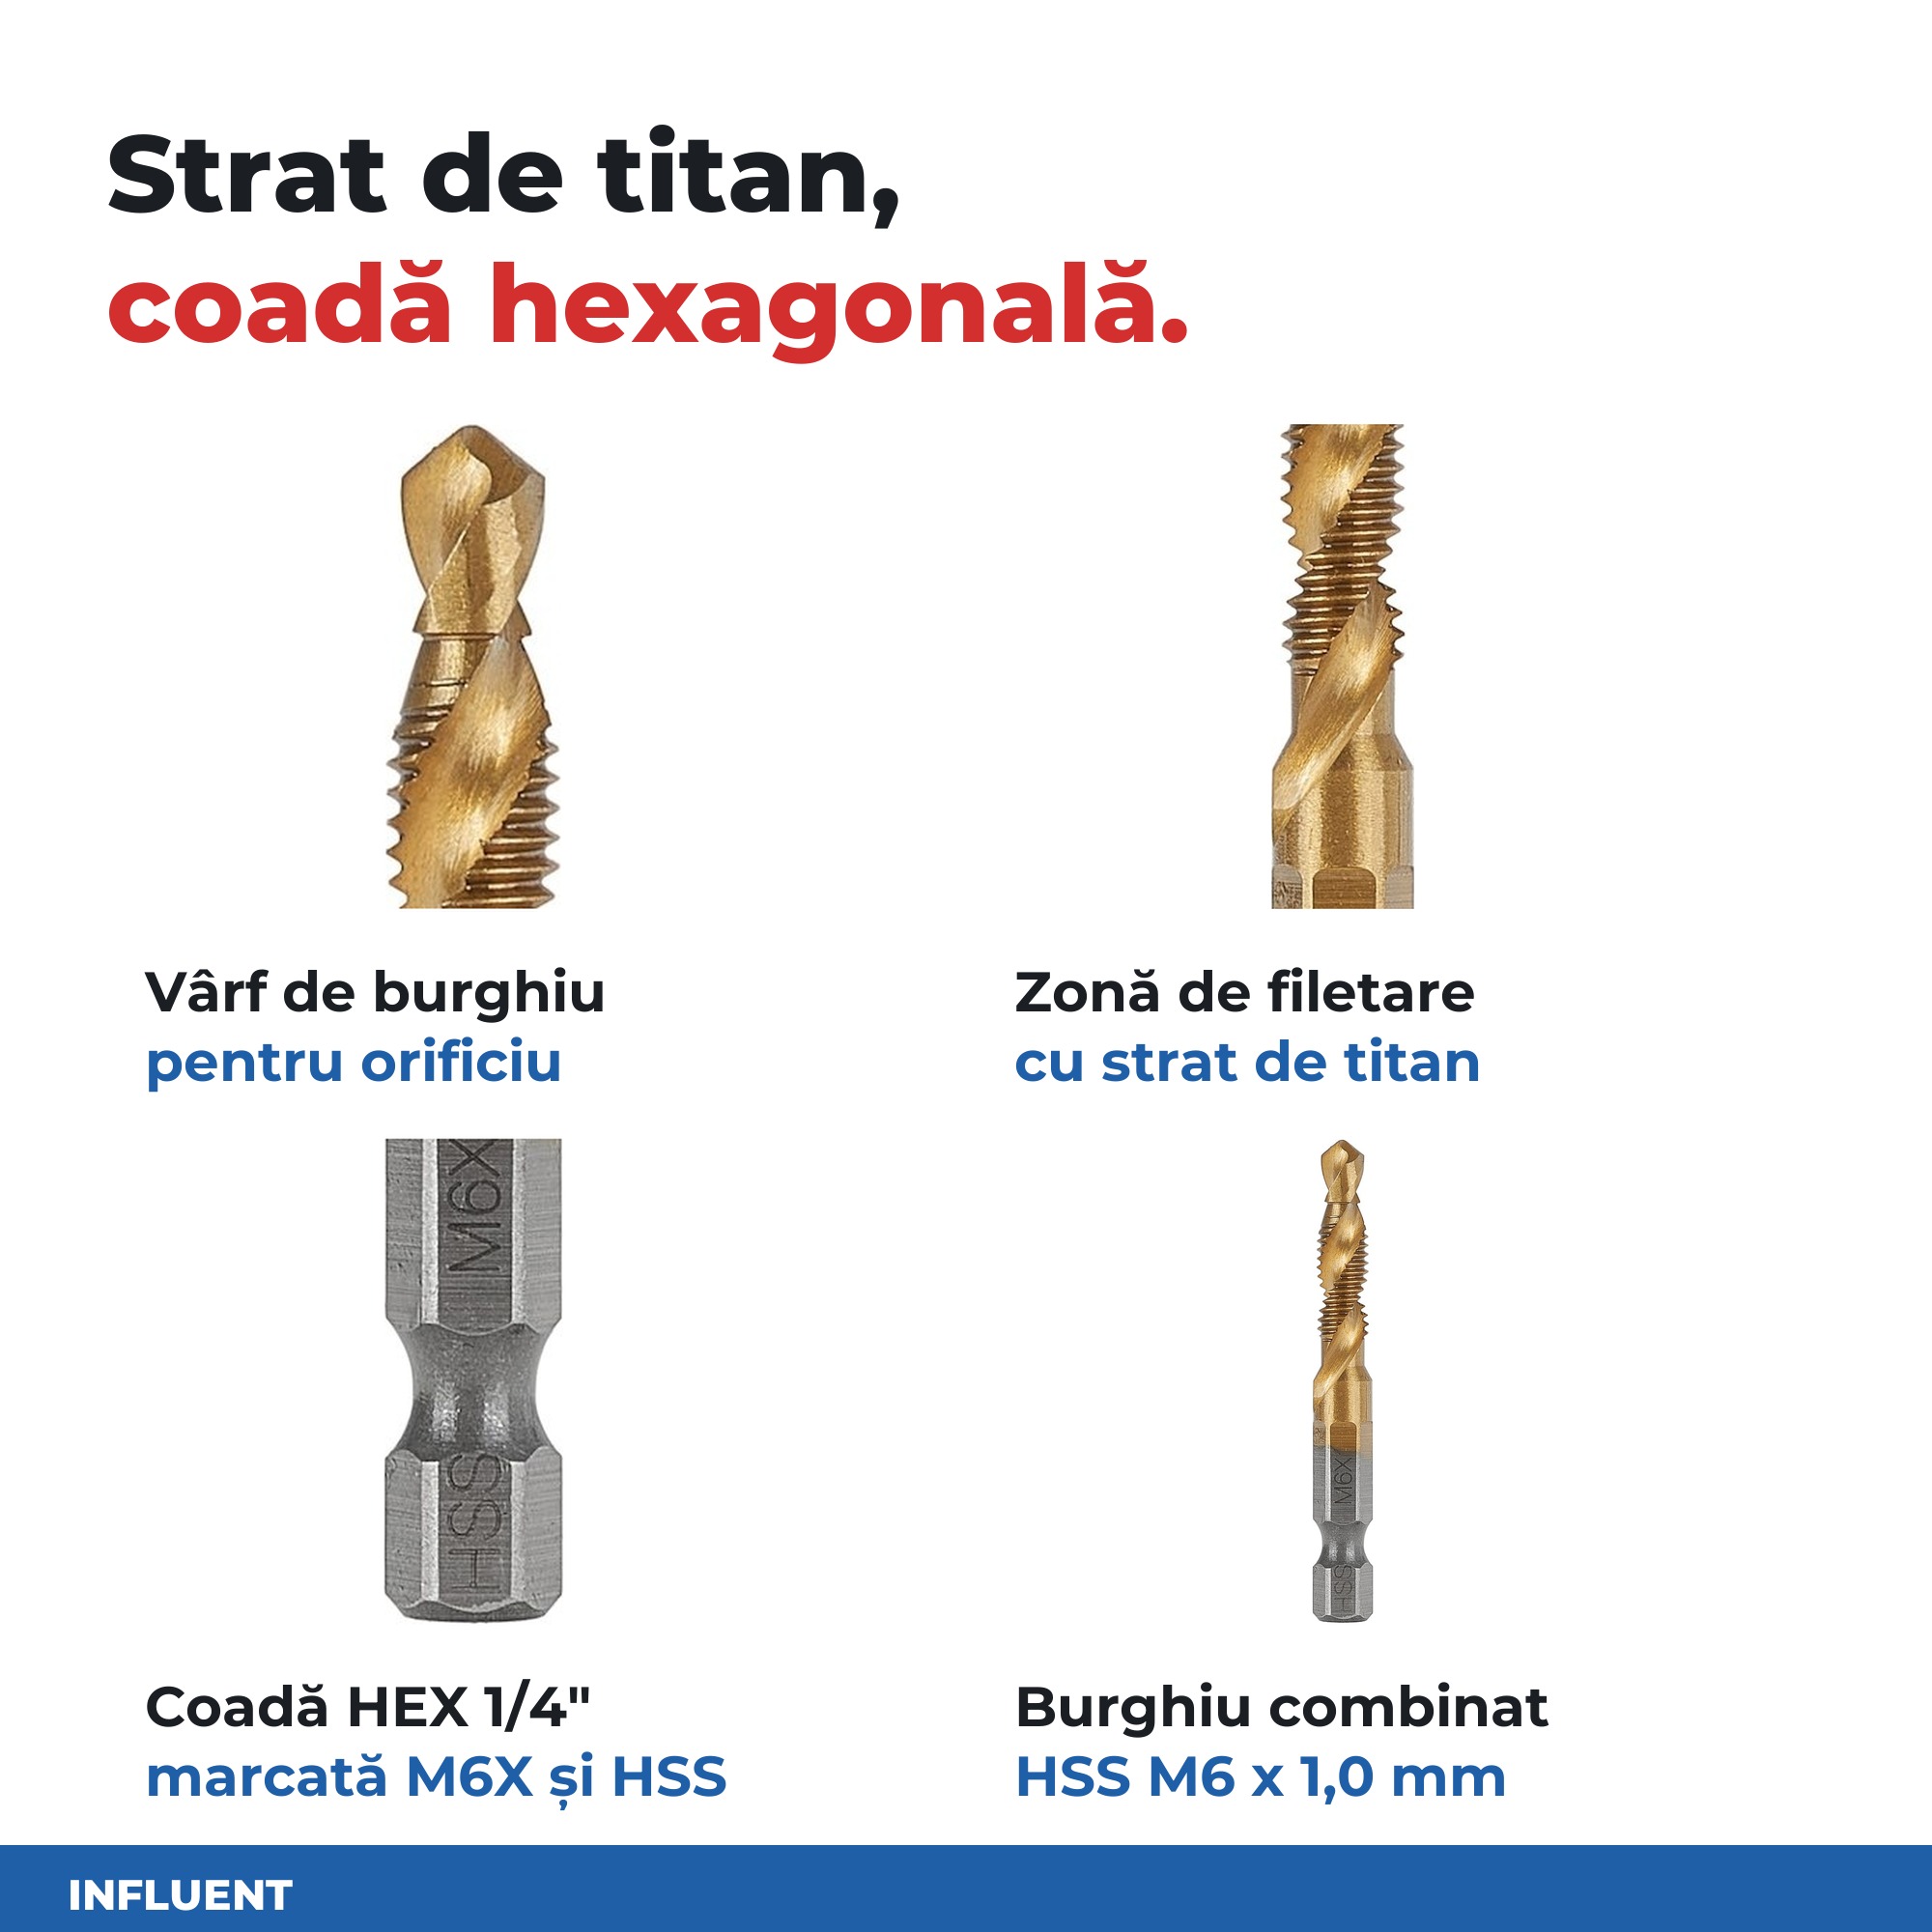 Strat de titan,
coadă hexagonală.
Vârf de burghiu
pentru orificiu
Zonă de filetare
cu strat de titan
M6X
HSS
M6X
HSS
Coadă HEX 1/4"
marcată M6X și HSS
Burghiu combinat
HSS M6 x 1,0 mm
INFLUENT